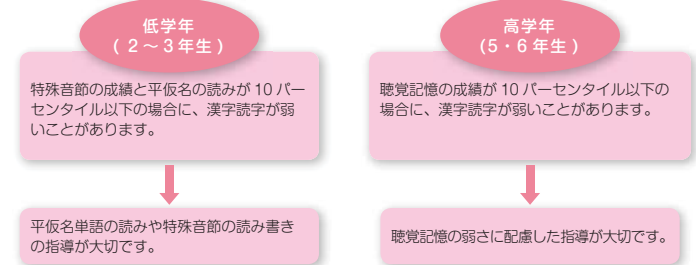 低学年
( 2～3年生 )
特殊音節の成績と平仮名の読みが 10 パー
センタイル以下の場合に、漢字読字が弱
いことがあります。
平仮名単語の読みや特殊音節の読み書き
の指導が大切です。
高学年
(5・6 年生 )
聴覚記憶の成績が 10 パーセンタイル以下の
場合に、漢字読字が弱いことがあります。
聴覚記憶の弱さに配慮した指導が大切です。